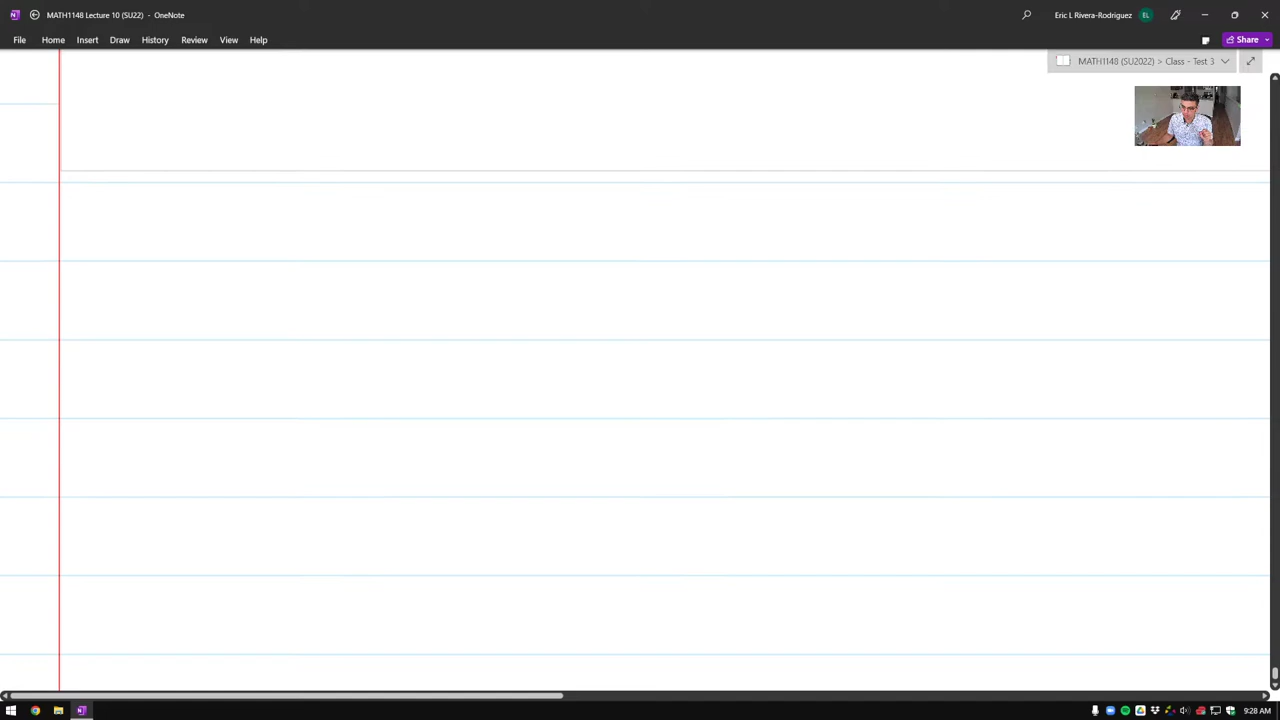 MATH1148 Lecture 10 (SU22) - OneNote
Eric L Rivera-Rodriguez
EL
File Home Insert Draw History Review View Help
Share
MATH1148 (SU2022) > Class - Test 3
9:28 AM